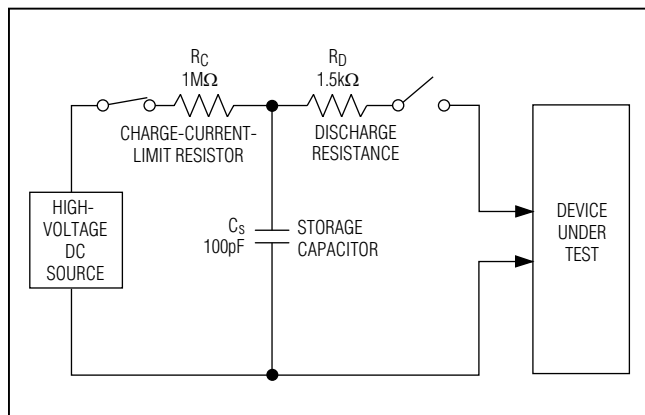 R_C
1MΩ
R_D
1.5kΩ
CHARGE-CURRENT-
LIMIT RESISTOR
DISCHARGE
RESISTANCE
HIGH-
VOLTAGE
DC
SOURCE
C_S
100pF
STORAGE
CAPACITOR
DEVICE
UNDER
TEST